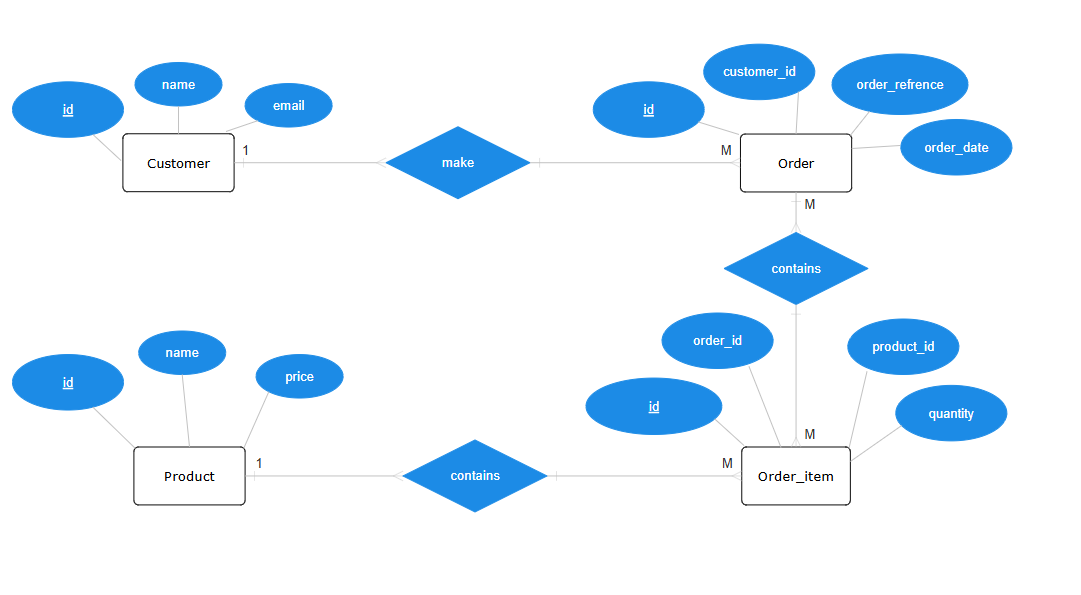 customer_id
name
order_refrence
id
email
id
order_date
1
M
Customer
make
Order
M
contains
order_id
product_id
name
id
price
id
quantity
M
1
M
Product
contains
Order_item